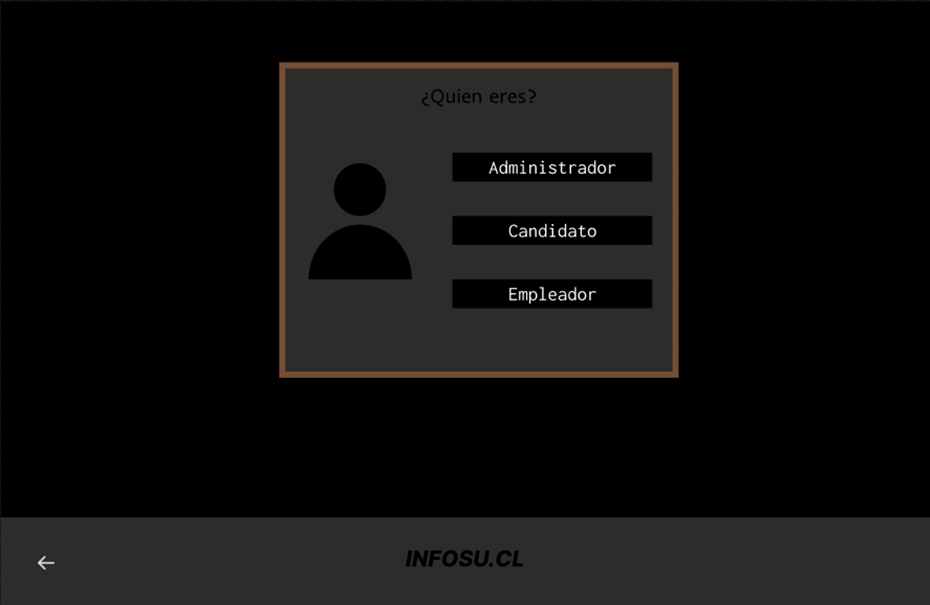 ¿Quien eres?
Administrador
Candidato
Empleador
INFOSU.CL